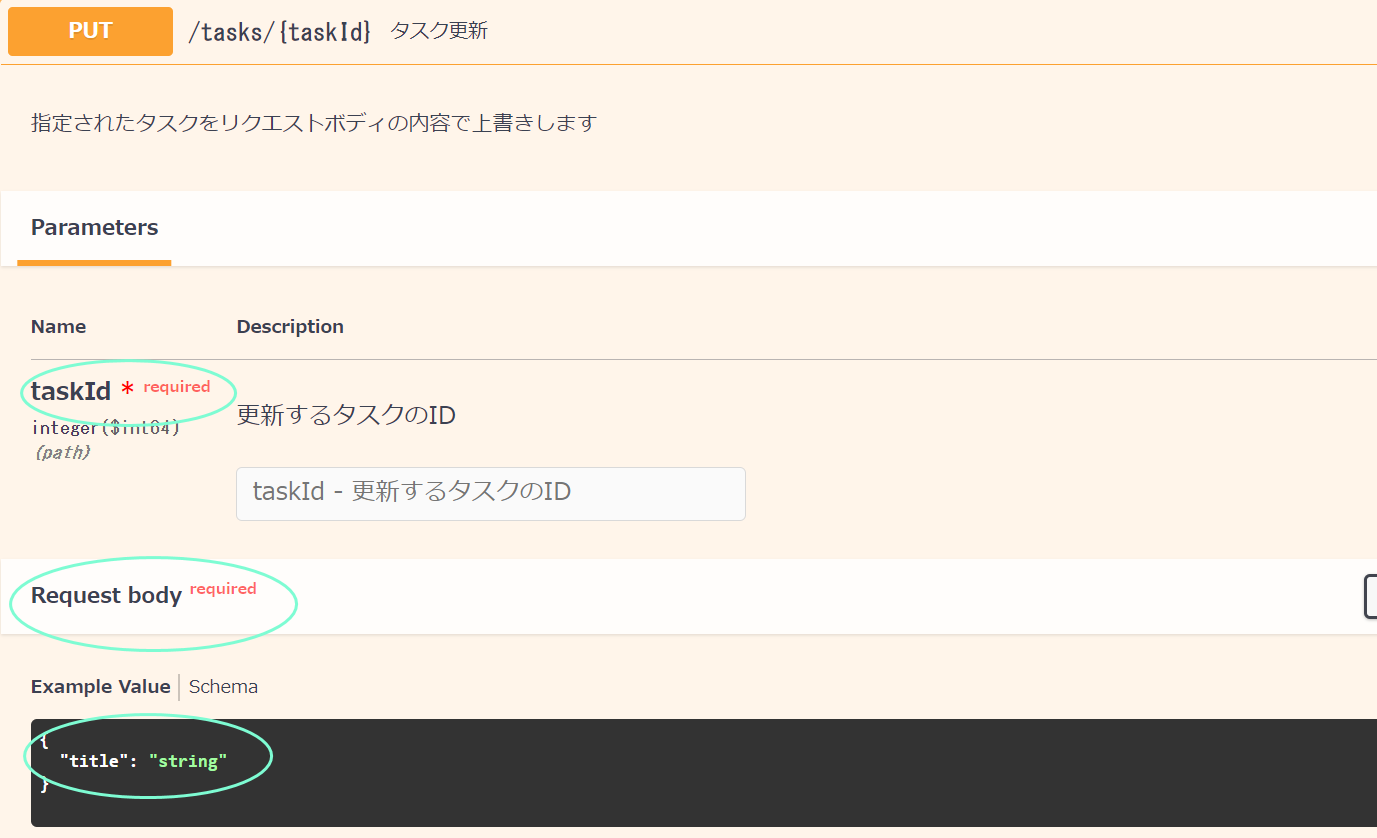 PUT /tasks/{taskId} タスク更新
指定されたタスクをリクエストボディの内容で上書きします
Parameters
Name Description
taskId * required
integer($int64)
(path)
更新するタスクのID
taskId - 更新するタスクのID
Request body required
Example Value Schema
{
"title": "string"
}